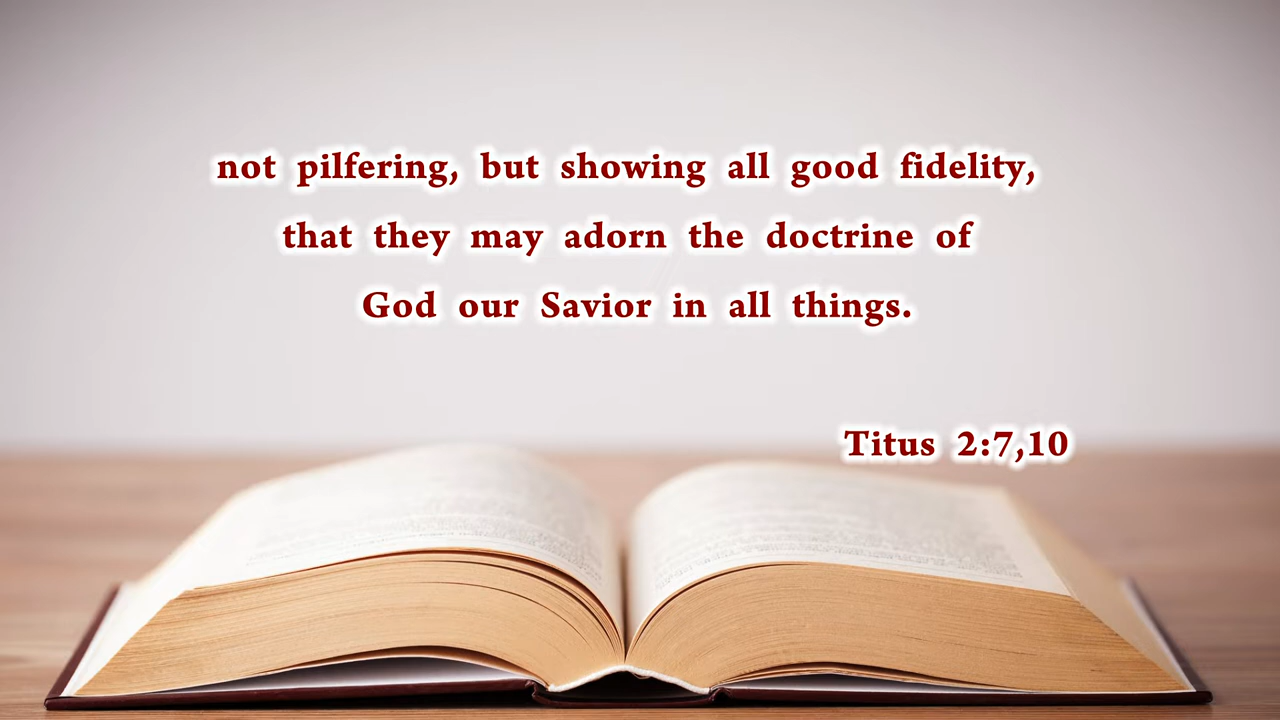 not pilfering, but showing all good fidelity,
that they may adorn the doctrine of
God our Savior in all things.
Titus 2:7,10